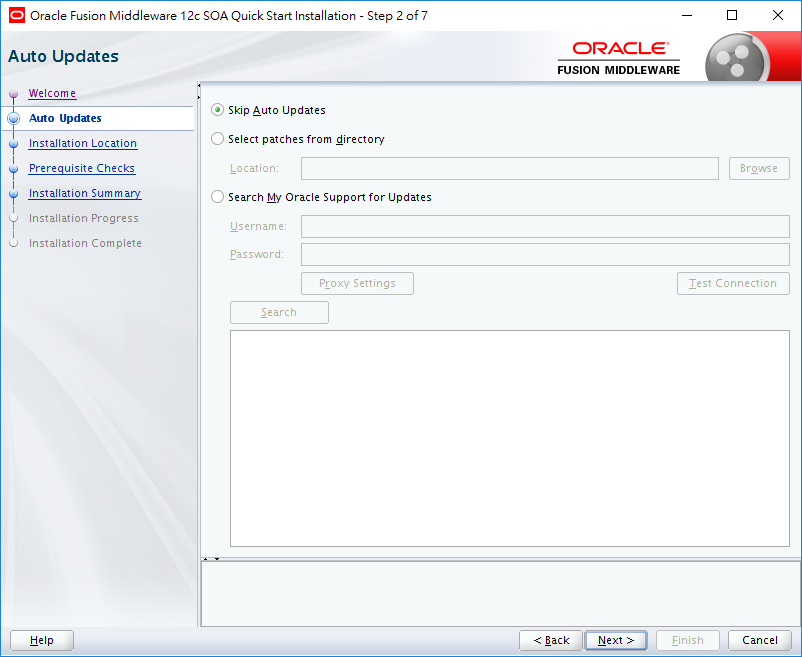 Oracle Fusion Middleware 12c SOA Quick Start Installation - Step 2 of 7
Auto Updates
ORACLE®
FUSION MIDDLEWARE
Welcome
Auto Updates
Installation Location
Prerequisite Checks
Installation Summary
Installation Progress
Installation Complete
Skip Auto Updates
Select patches from directory
Location:
Browse
Search My Oracle Support for Updates
Username:
Password:
Proxy Settings
Test Connection
Search
Help
< Back
Next >
Finish
Cancel